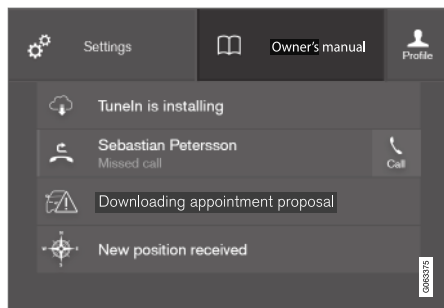 Settings
Owner's manual
Profile
TuneIn is installing
Sebastian Petersson
Missed call
Call
Downloading appointment proposal
New position received
G063375